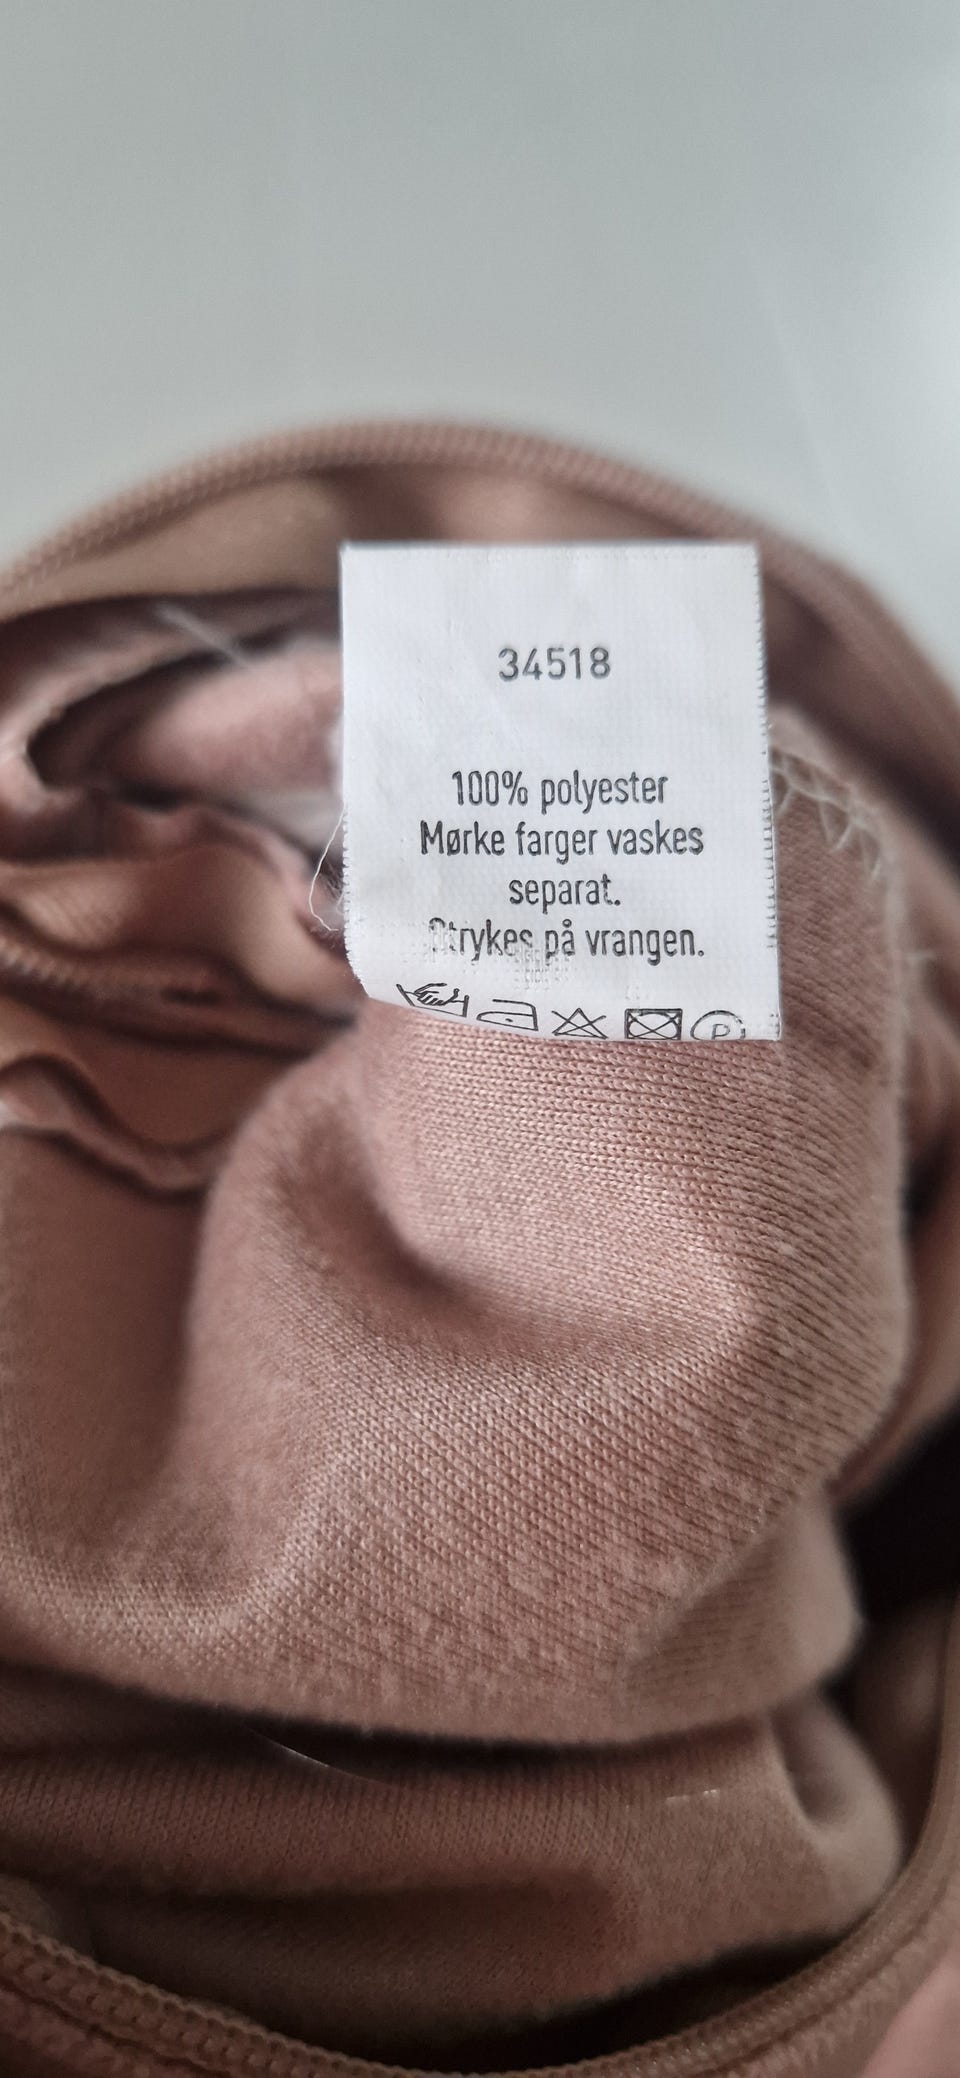 34518
100% polyester
Mørke farger vaskes
separat.
Strykes på vrangen.
P